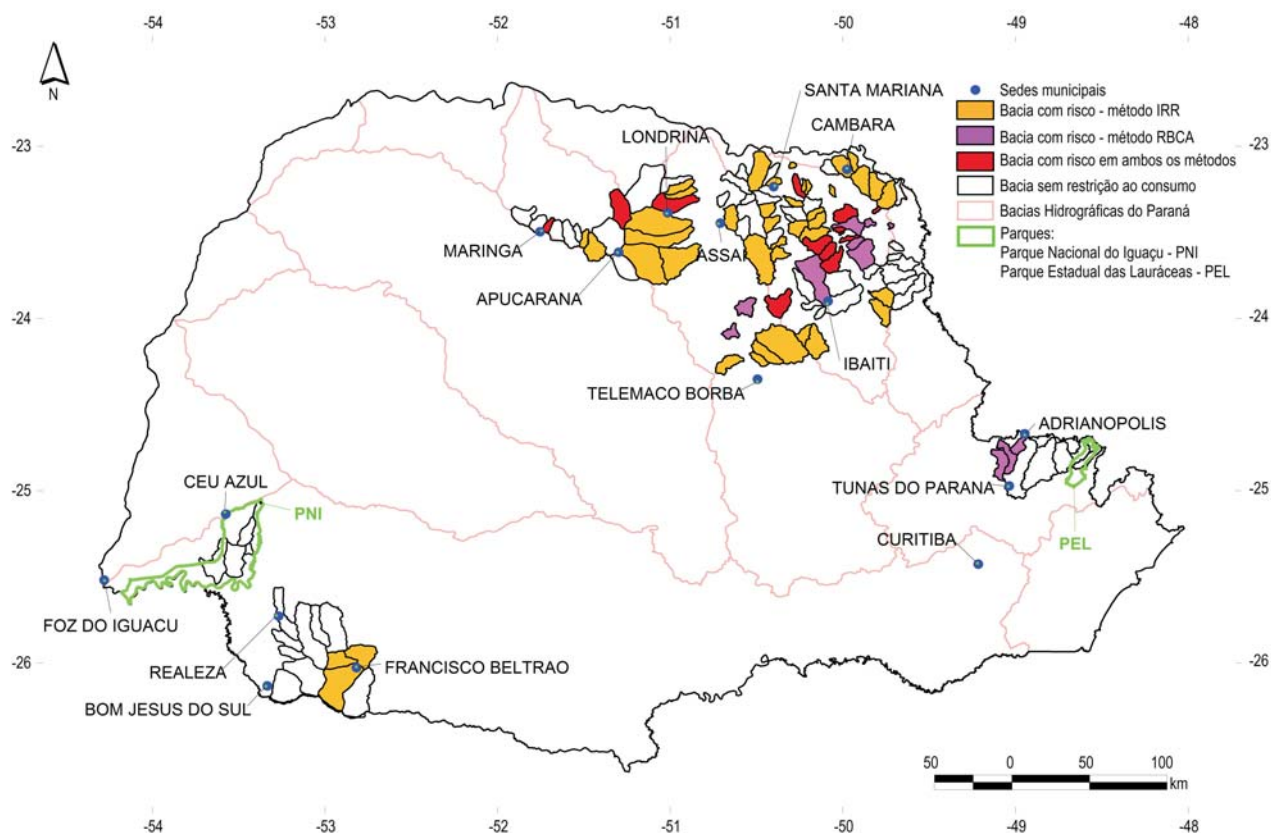 -54 -53 -52 -51 -50 -49 -48
N
-23
-24
-25
-26
-23
-24
-25
-26
SANTA MARIANA
CAMBARA
LONDRINA
MARINGA
ASSAI
APUCARANA
IBAITI
TELEMACO BORBA
ADRIANOPOLIS
TUNAS DO PARANA
PEL
CURITIBA
CEU AZUL
PNI
FOZ DO IGUACU
REALEZA
FRANCISCO BELTRAO
BOM JESUS DO SUL
Sedes municipais
Bacia com risco - método IRR
Bacia com risco - método RBCA
Bacia com risco em ambos os métodos
Bacia sem restrição ao consumo
Bacias Hidrográficas do Paraná
Parques:
Parque Nacional do Iguaçu - PNI
Parque Estadual das Lauráceas - PEL
50 0 50 100
km
-54 -53 -52 -51 -50 -49 -48